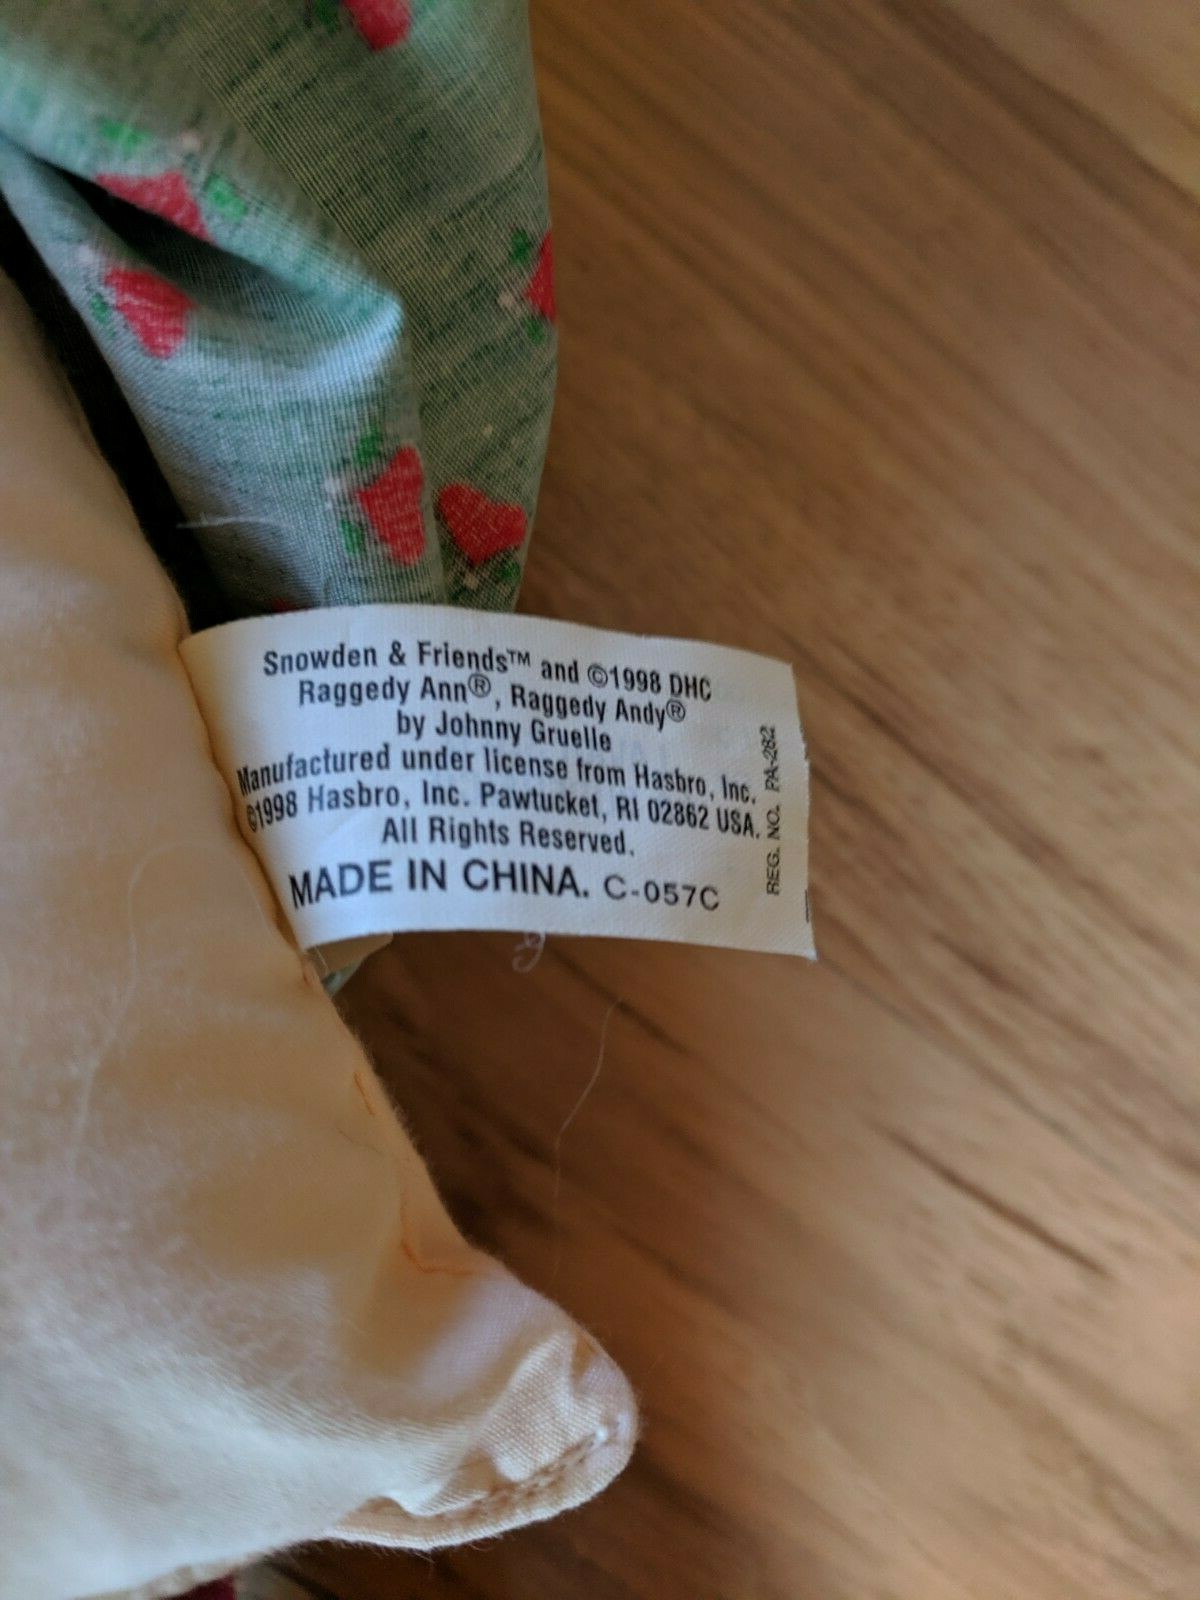 Snowden & Friends™ and ©1998 DHC
Raggedy Ann®, Raggedy Andy®
by Johnny Gruelle
Manufactured under license from Hasbro, Inc.
©1998 Hasbro, Inc. Pawtucket, RI 02862 USA.
All Rights Reserved.
MADE IN CHINA. C-057C
REG. NO. PA-282